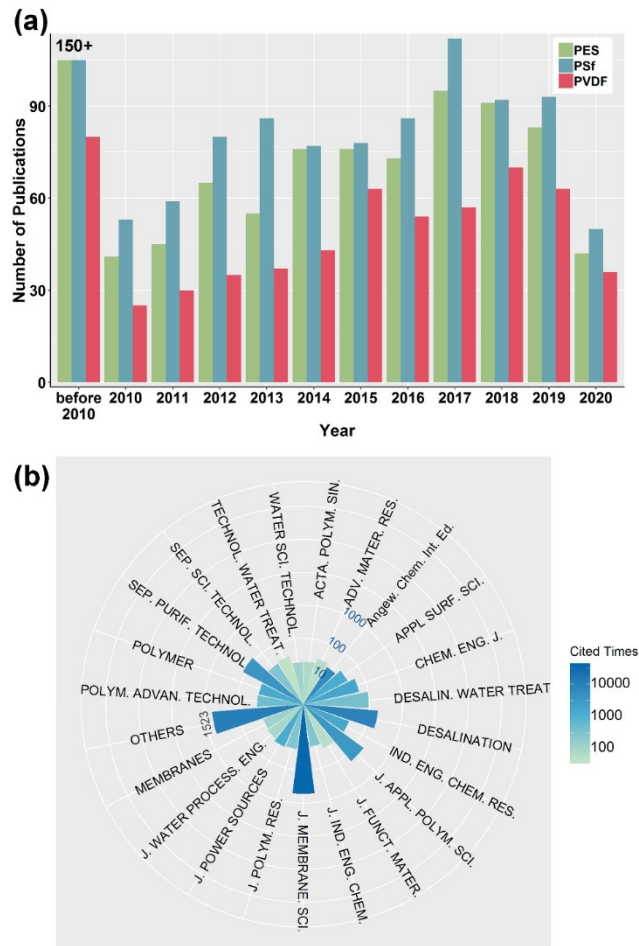 (a)
150+
PES
PSf
PVDF
Number of Publications
90
60
30
0
before
2010
2010
2011
2012
2013
2014
2015
2016
2017
2018
2019
2020
Year
(b)
ACTA. POLYM. SIN.
ADV. MATER. RES.
Angew. Chem. Int. Ed.
APPL SURF. SCI.
CHEM. ENG. J.
DESALIN. WATER TREAT
DESALINATION
IND. ENG. CHEM. RES.
J. APPL. POLYM. SCI.
J. FUNCT. MATER.
J. IND. ENG. CHEM.
J. MEMBRANE. SCI.
J. POLYM. RES.
J. POWER SOURCES
J. WATER PROCESS. ENG.
MEMBRANES
OTHERS
POLYM. ADVAN. TECHNOL.
POLYMER
SEP. PURIF. TECHNOL
SEP. SCI. TECHNOL.
TECHNOL. WATER TREAT.
WATER SCI. TECHNOL.
1000
100
10
1523
Cited Times
10000
1000
100